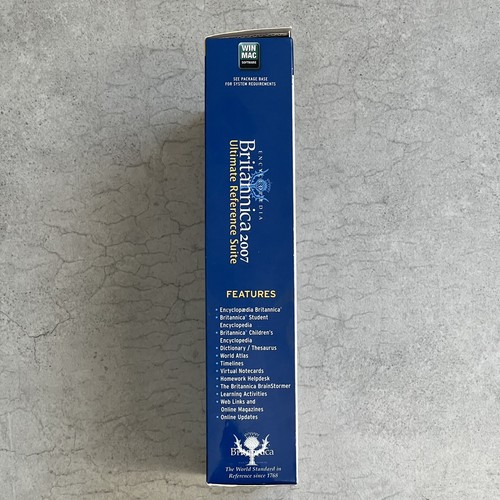 WIN
MAC
SOFTWARE
SEE PACKAGE BASE
FOR SYSTEM REQUIREMENTS
ENCYCLOPÆDIA
Britannica 2007
Ultimate Reference Suite
FEATURES
• Encyclopædia Britannica®
• Britannica® Student
Encyclopedia
• Britannica® Children's
Encyclopedia
• Dictionary / Thesaurus
• World Atlas
• Timelines
• Virtual Notecards
• Homework Helpdesk
• The Britannica BrainStormer
• Learning Activities
• Web Links and
Online Magazines
• Online Updates
Britannica
The World Standard in
Reference since 1768